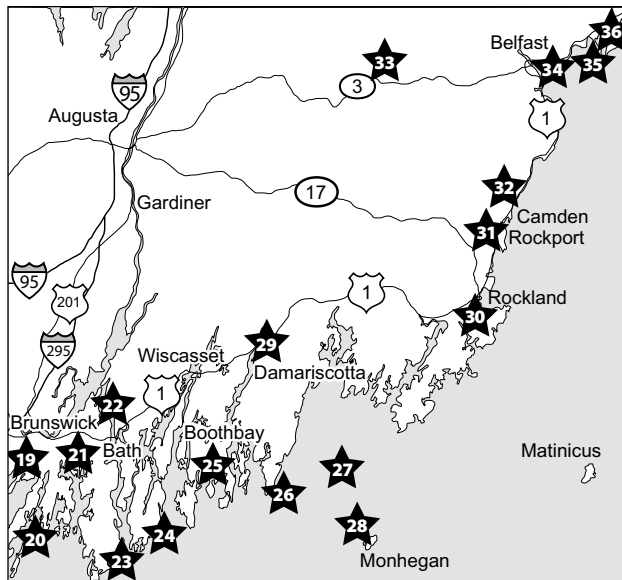 36
Belfast
33
34
35
3
95
1
Augusta
32
17
Gardiner
Camden
31
Rockport
95
201
1
Rockland
30
295
29
Wiscasset
Damariscotta
22
1
Brunswick
Boothbay
19
21
Bath
25
27
Matinicus
26
28
20
24
23
Monhegan